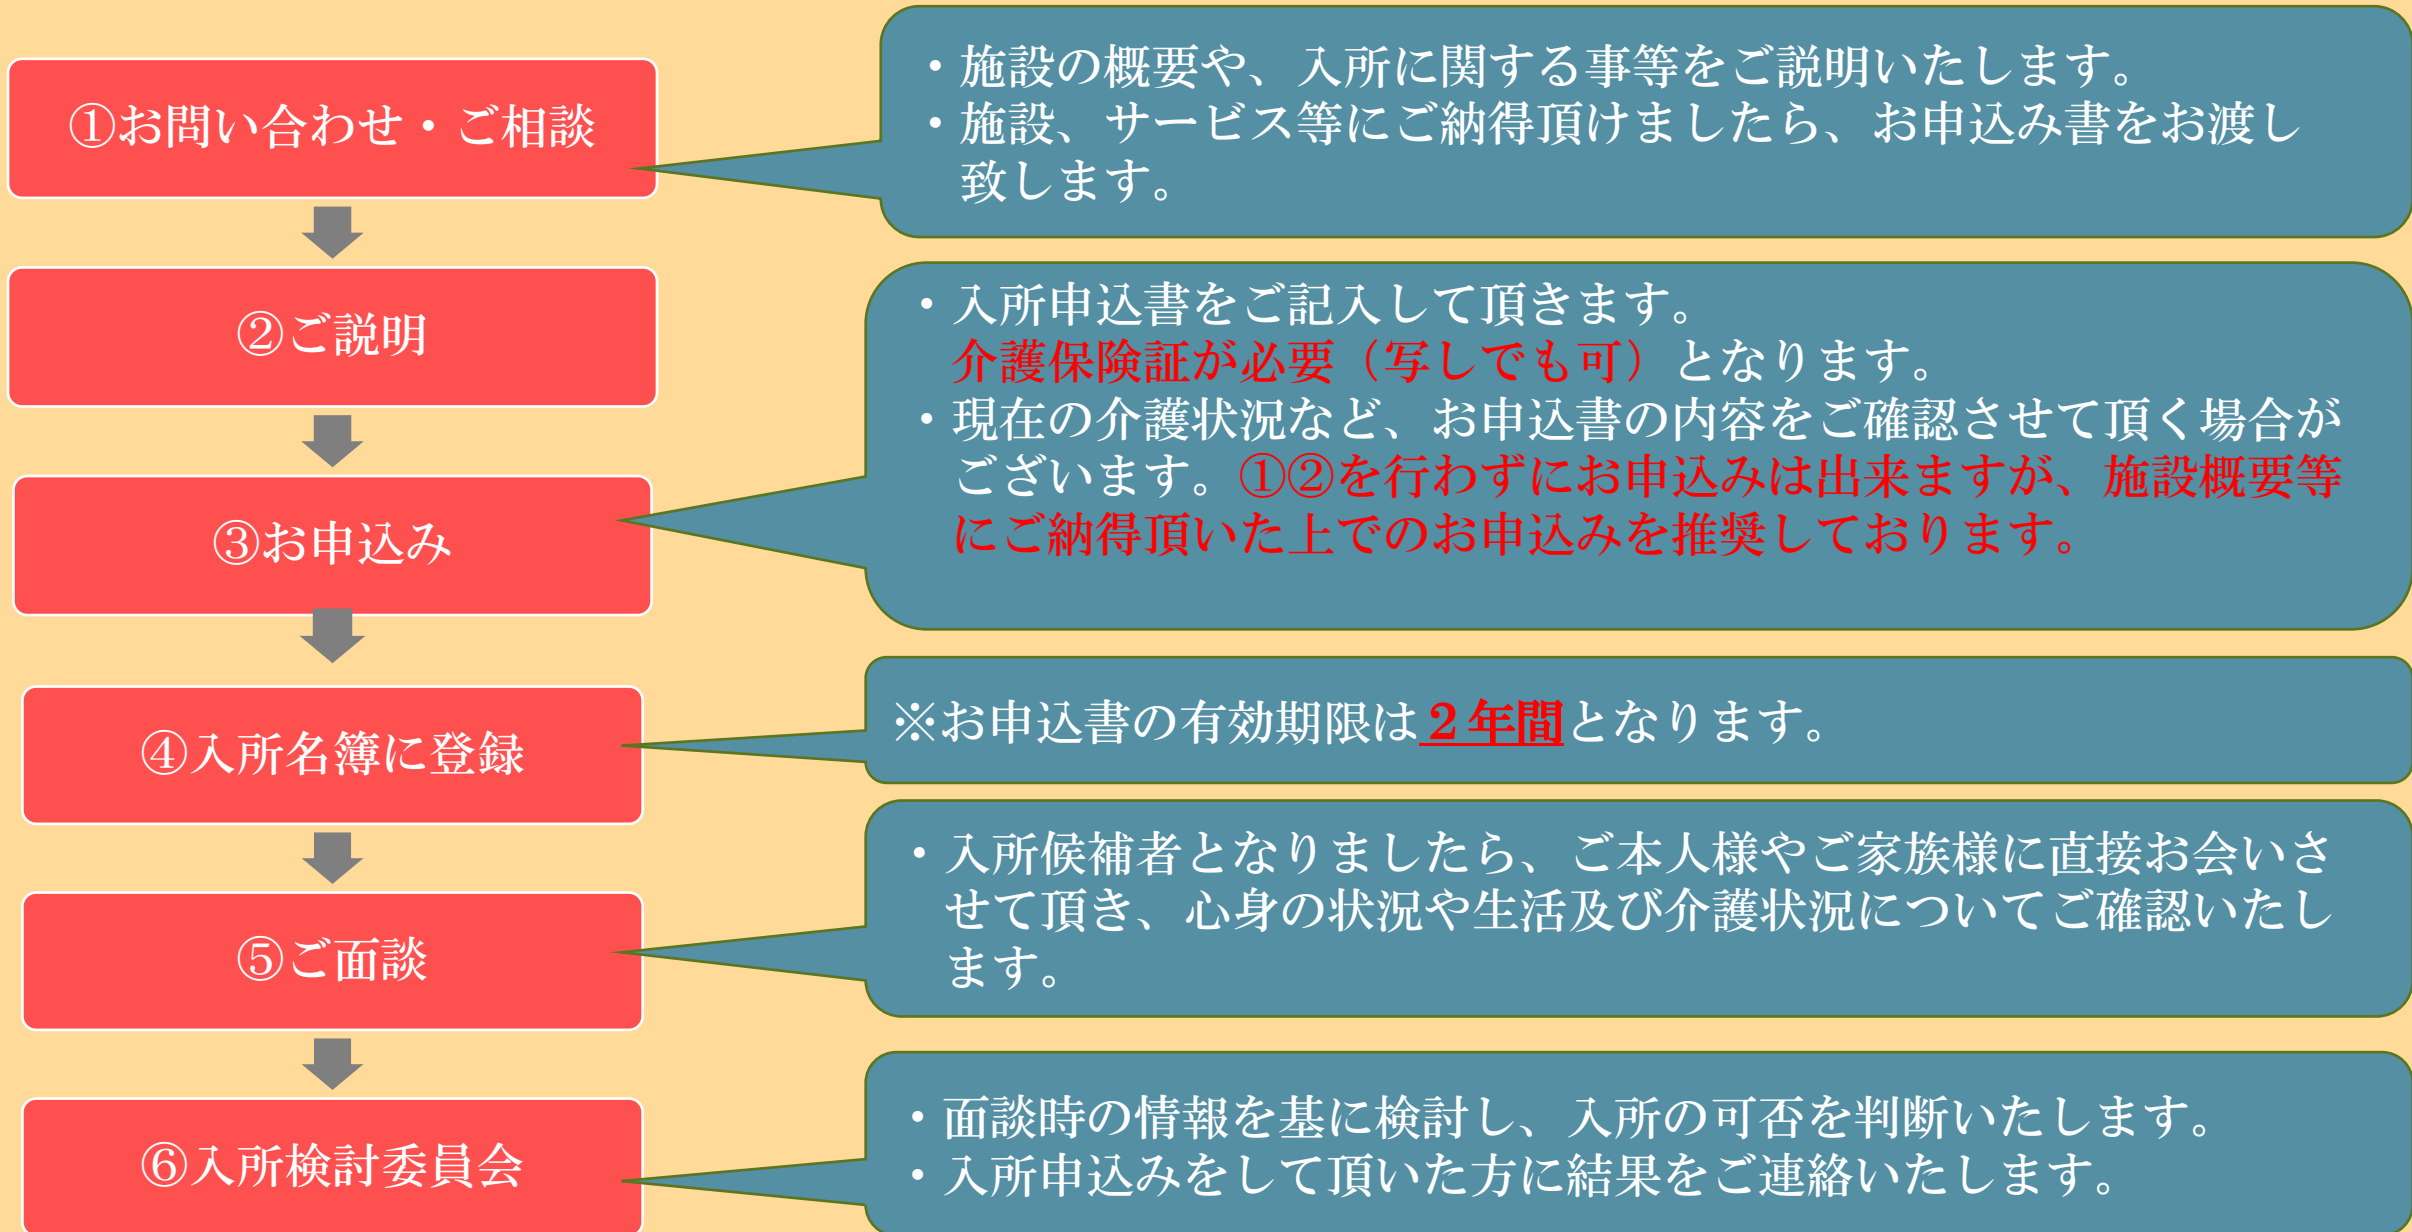 ①お問い合わせ・ご相談
・施設の概要や、入所に関する事等をご説明いたします。
・施設、サービス等にご納得頂けましたら、お申込み書をお渡し
致します。
②ご説明
③お申込み
・入所申込書をご記入して頂きます。
介護保険証が必要（写しでも可）となります。
・現在の介護状況など、お申込書の内容をご確認させて頂く場合が
ございます。①②を行わずにお申込みは出来ますが、施設概要等
にご納得頂いた上でのお申込みを推奨しております。
④入所名簿に登録
※お申込書の有効期限は２年間となります。
⑤ご面談
・入所候補者となりましたら、ご本人様やご家族様に直接お会いさ
せて頂き、心身の状況や生活及び介護状況についてご確認いたし
ます。
⑥入所検討委員会
・面談時の情報を基に検討し、入所の可否を判断いたします。
・入所申込みをして頂いた方に結果をご連絡いたします。